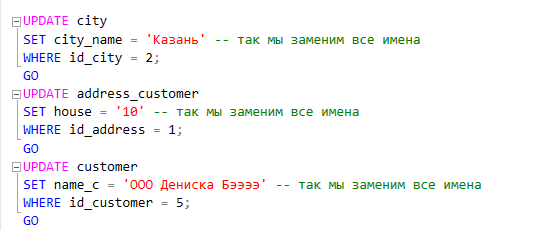 UPDATE city
SET city_name = 'Казань' -- так мы заменим все имена
WHERE id_city = 2;
GO
UPDATE address_customer
SET house = '10' -- так мы заменим все имена
WHERE id_address = 1;
GO
UPDATE customer
SET name_c = 'ООО Дениска Бэээээ' -- так мы заменим все имена
WHERE id_customer = 5;
GO